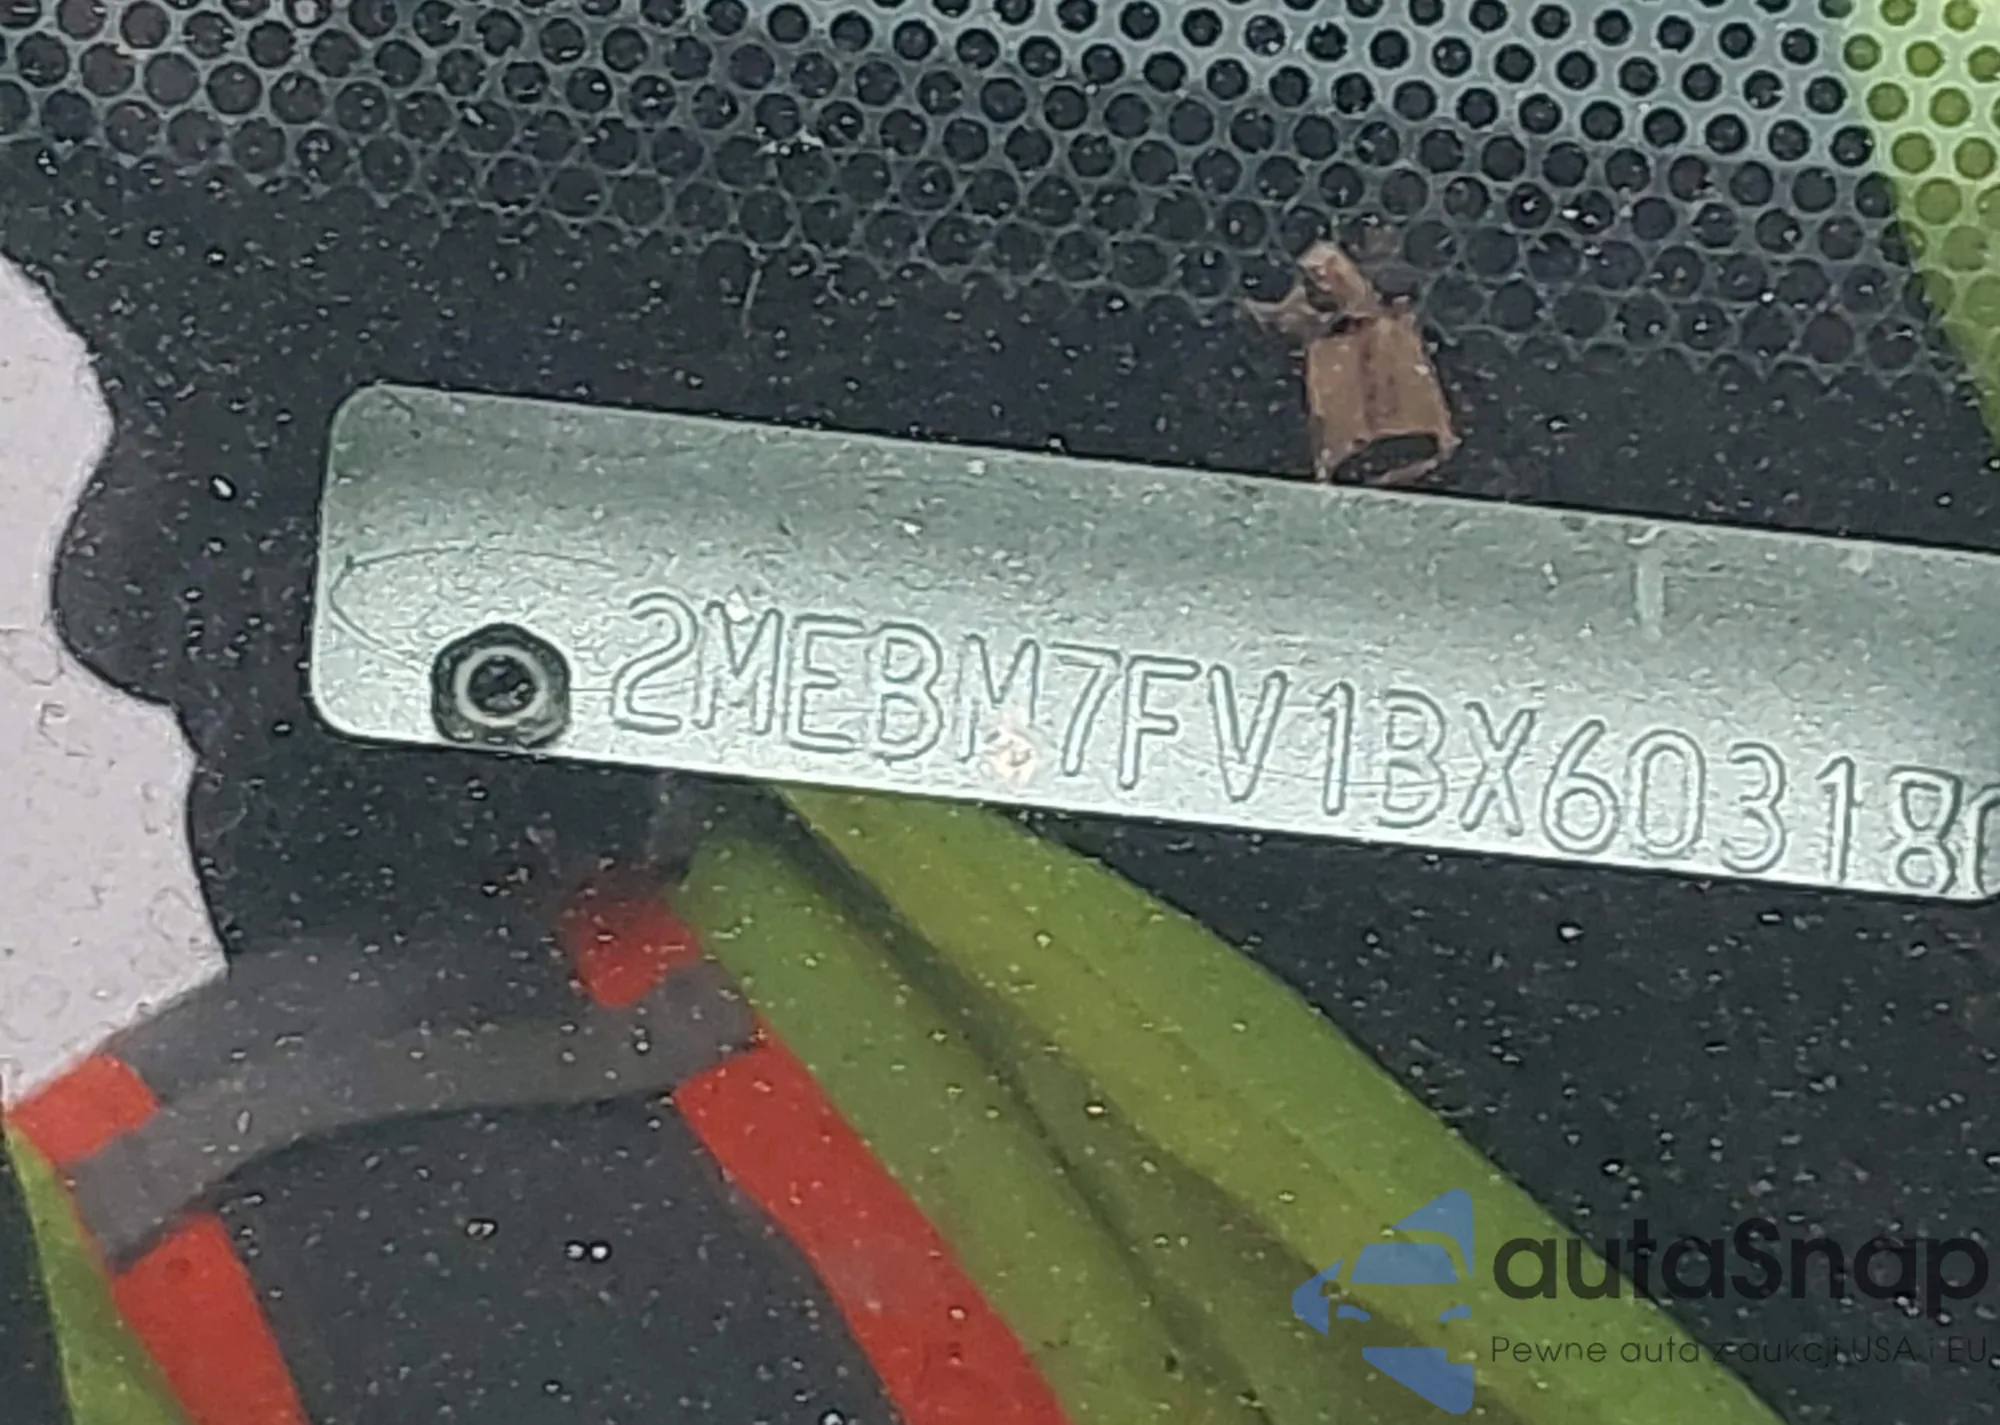 2MEBM7FV1BX603180
autaSnap
Pewne auta z aukcji USA i EU